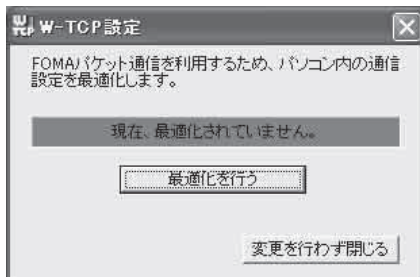 W-TCP設定
FOMAパケット通信を利用するため、パソコン内の通信
設定を最適化します。
現在、最適化されていません。
最適化を行う
変更を行わず閉じる